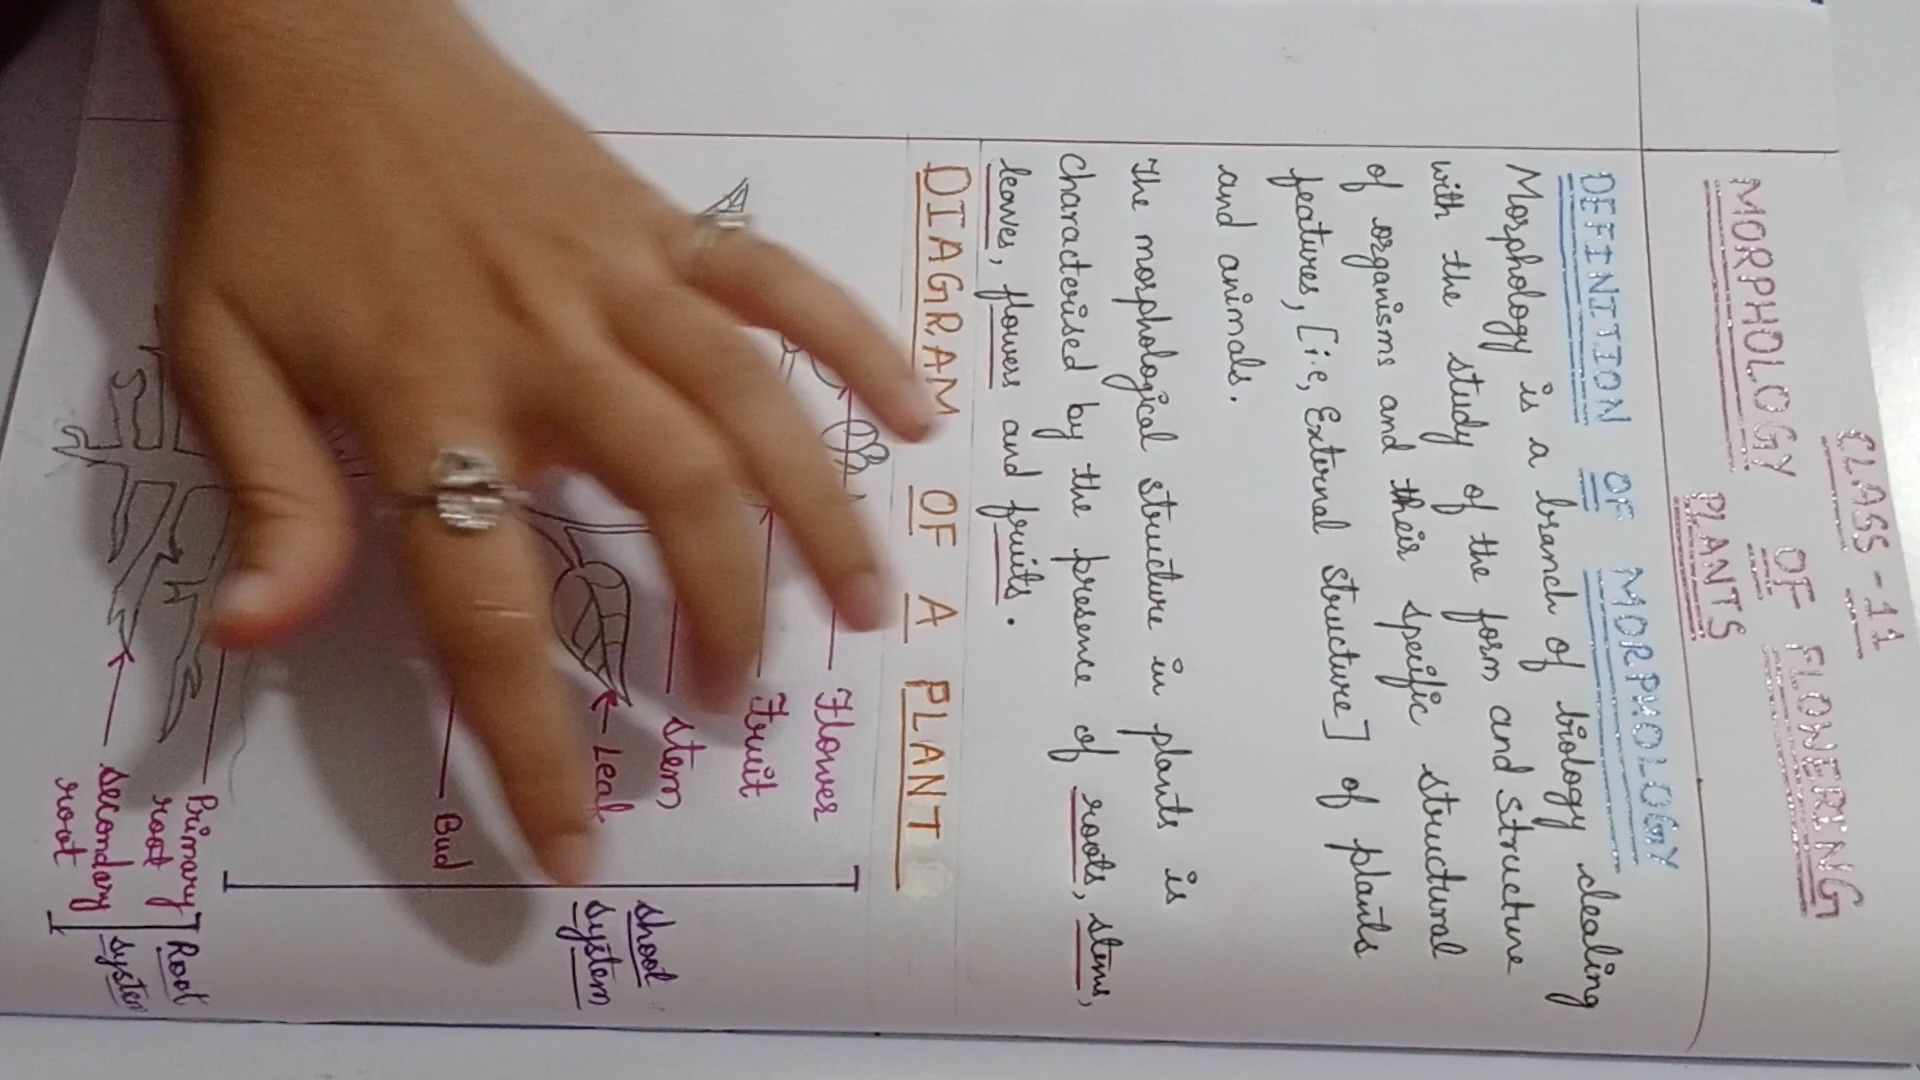 CLASS-11
MORPHOLOGY OF FLOWERING
PLANTS
DEFINITION OF MORPHOLOGY
Morphology is a branch of biology dealing
with the study of the form and structure
of organisms and their specific structural
features, [i.e, External structure] of plants
and animals.
The morphological structure in plants is
characterised by the presence of roots, stems,
leaves, flowers and fruits.
DIAGRAM OF A PLANT
Flower
Fruit
stem
Leaf
shoot
system
Bud
Primary
root
secondary
root
Root
system